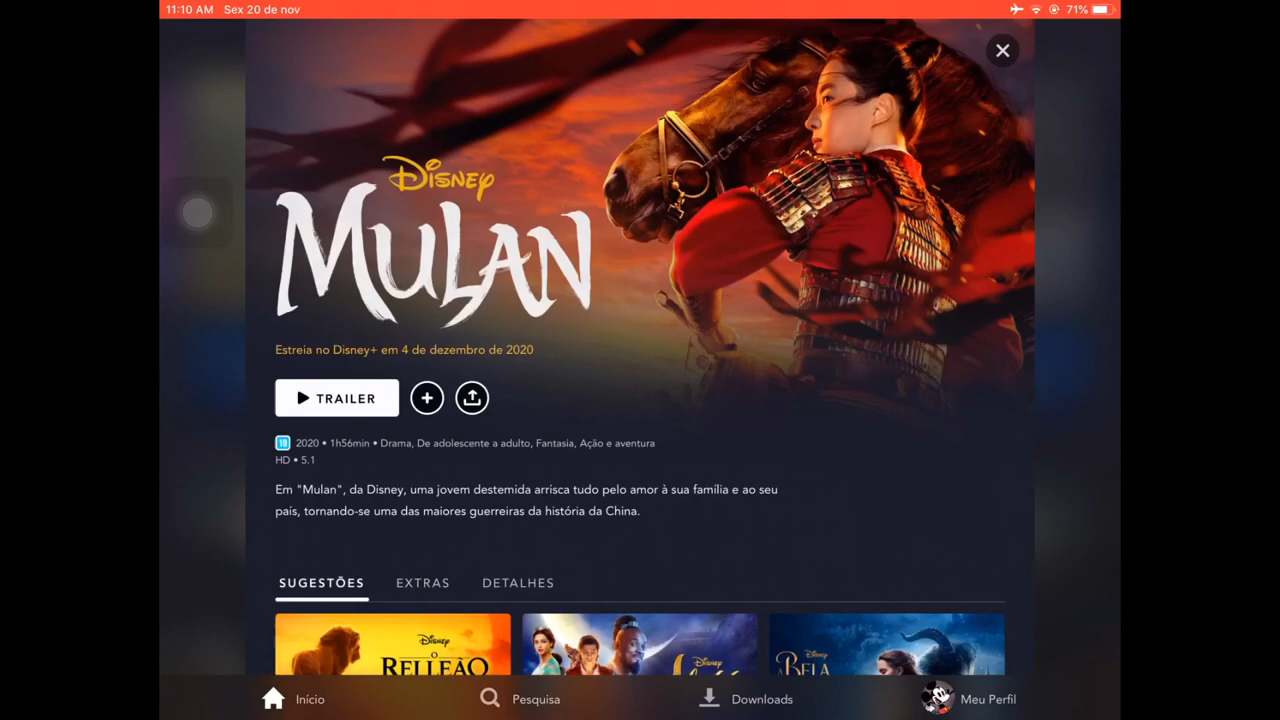 11:10 AM Sex 20 de nov 71%
Disney
MULAN
Estreia no Disney+ em 4 de dezembro de 2020
TRAILER
10 2020 • 1h56min • Drama, De adolescente a adulto, Fantasia, Ação e aventura
HD • 5.1
Em "Mulan", da Disney, uma jovem destemida arrisca tudo pelo amor à sua família e ao seu
país, tornando-se uma das maiores guerreiras da história da China.
SUGESTÕES EXTRAS DETALHES
Disney
O REI LEÃO
Disney
Disney
A BELA
Início Pesquisa Downloads Meu Perfil